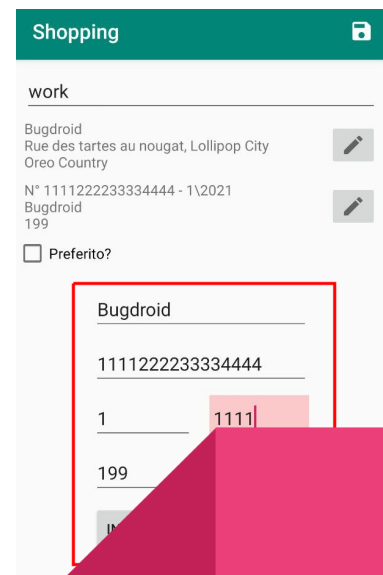 Shopping
work
Bugdroid
Rue des tartes au nougat, Lollipop City
Oreo Country
N° 1111222233334444 - 1\2021
Bugdroid
199
Preferito?
Bugdroid
1111222233334444
1 1111
199